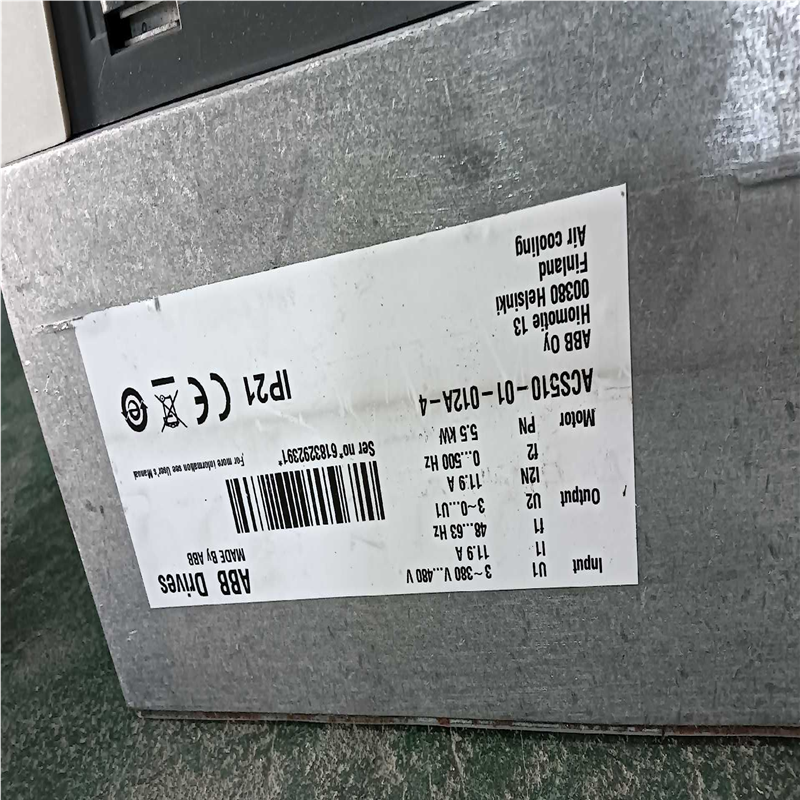 Input
U1 3~380 V...480 V
I1 11.9 A
f1 48...63 Hz
Output
U2 3~0...U1
I2N 11.9 A
f2 0...500 Hz
Motor
PN 5.5 kW
ACS510-01-012A-4
ABB Oy
Hiomotie 13
00380 Helsinki
Finland
Air cooling
ABB Drives
MADE By ABB
Ser no*6183292391*
For more information see User's Manual
CE
IP21